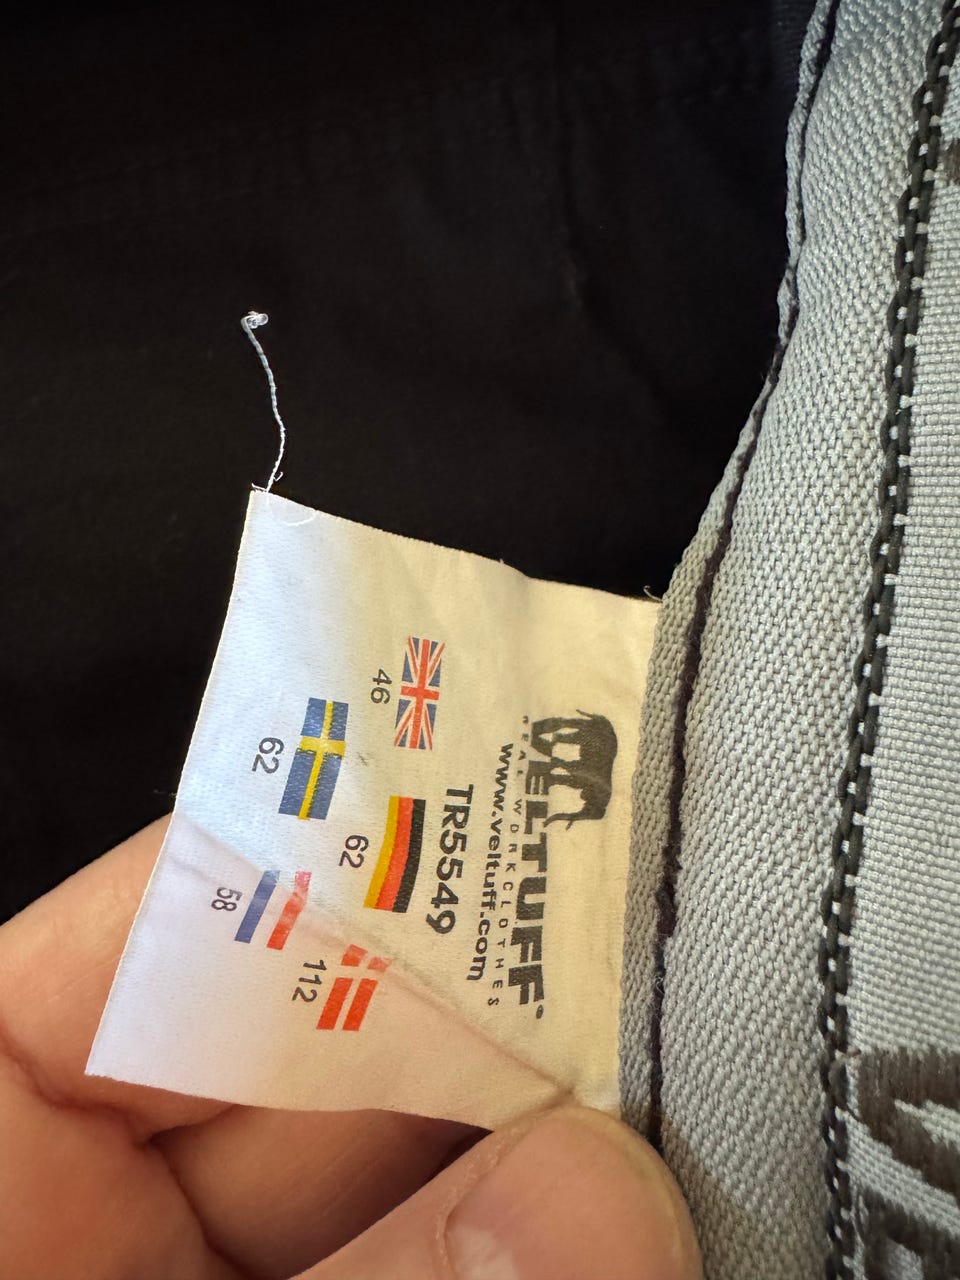 VELTUFF®
REAL WORKCLOTHES
www.veltuff.com
TR5549
46
62
112
62
58